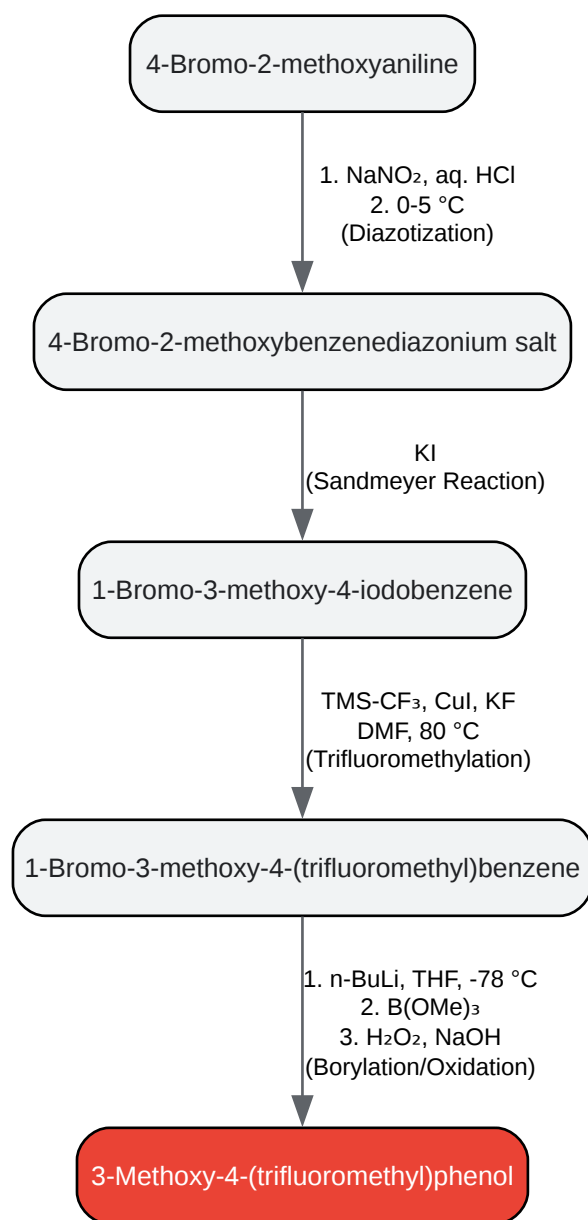 4-Bromo-2-methoxyaniline
1. NaNO₂, aq. HCl
2. 0-5 °C
(Diazotization)
4-Bromo-2-methoxybenzenediazonium salt
KI
(Sandmeyer Reaction)
1-Bromo-3-methoxy-4-iodobenzene
TMS-CF₃, CuI, KF
DMF, 80 °C
(Trifluoromethylation)
1-Bromo-3-methoxy-4-(trifluoromethyl)benzene
1. n-BuLi, THF, -78 °C
2. B(OMe)₃
3. H₂O₂, NaOH
(Borylation/Oxidation)
3-Methoxy-4-(trifluoromethyl)phenol